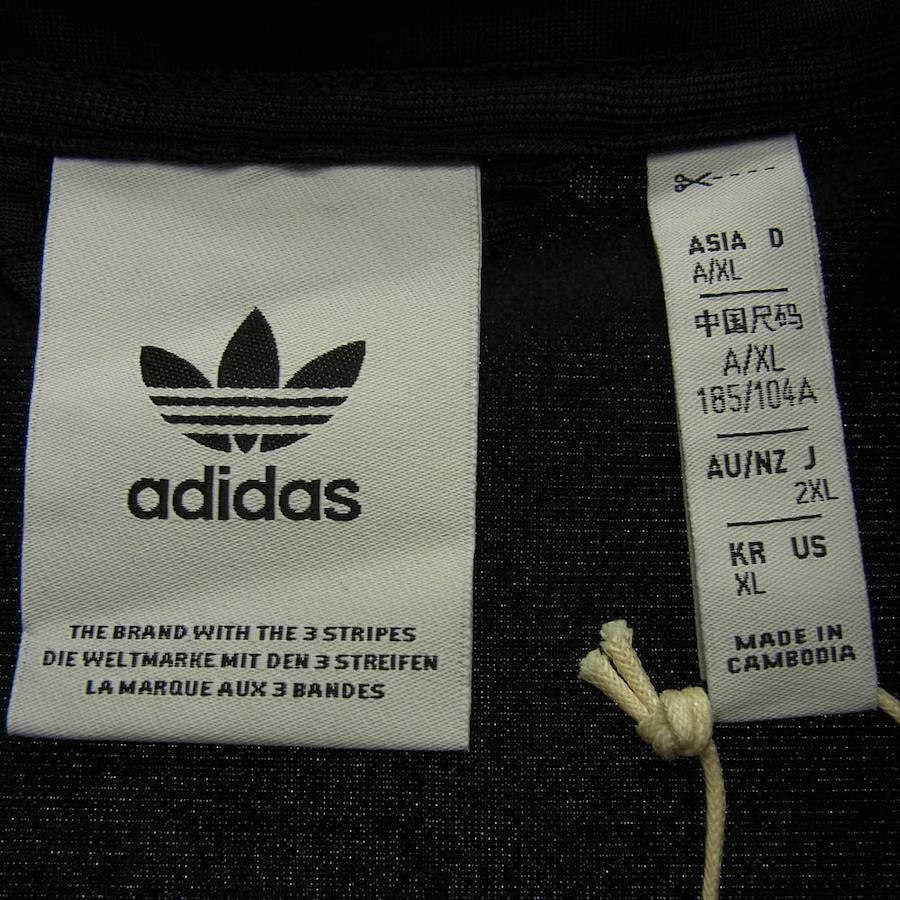 adidas
THE BRAND WITH THE 3 STRIPES
DIE WELTMARKE MIT DEN 3 STREIFEN
LA MARQUE AUX 3 BANDES
ASIA D
A/XL
中国尺码
A/XL
185/104A
AU/NZ J
2XL
KR US
XL
MADE IN
CAMBODIA